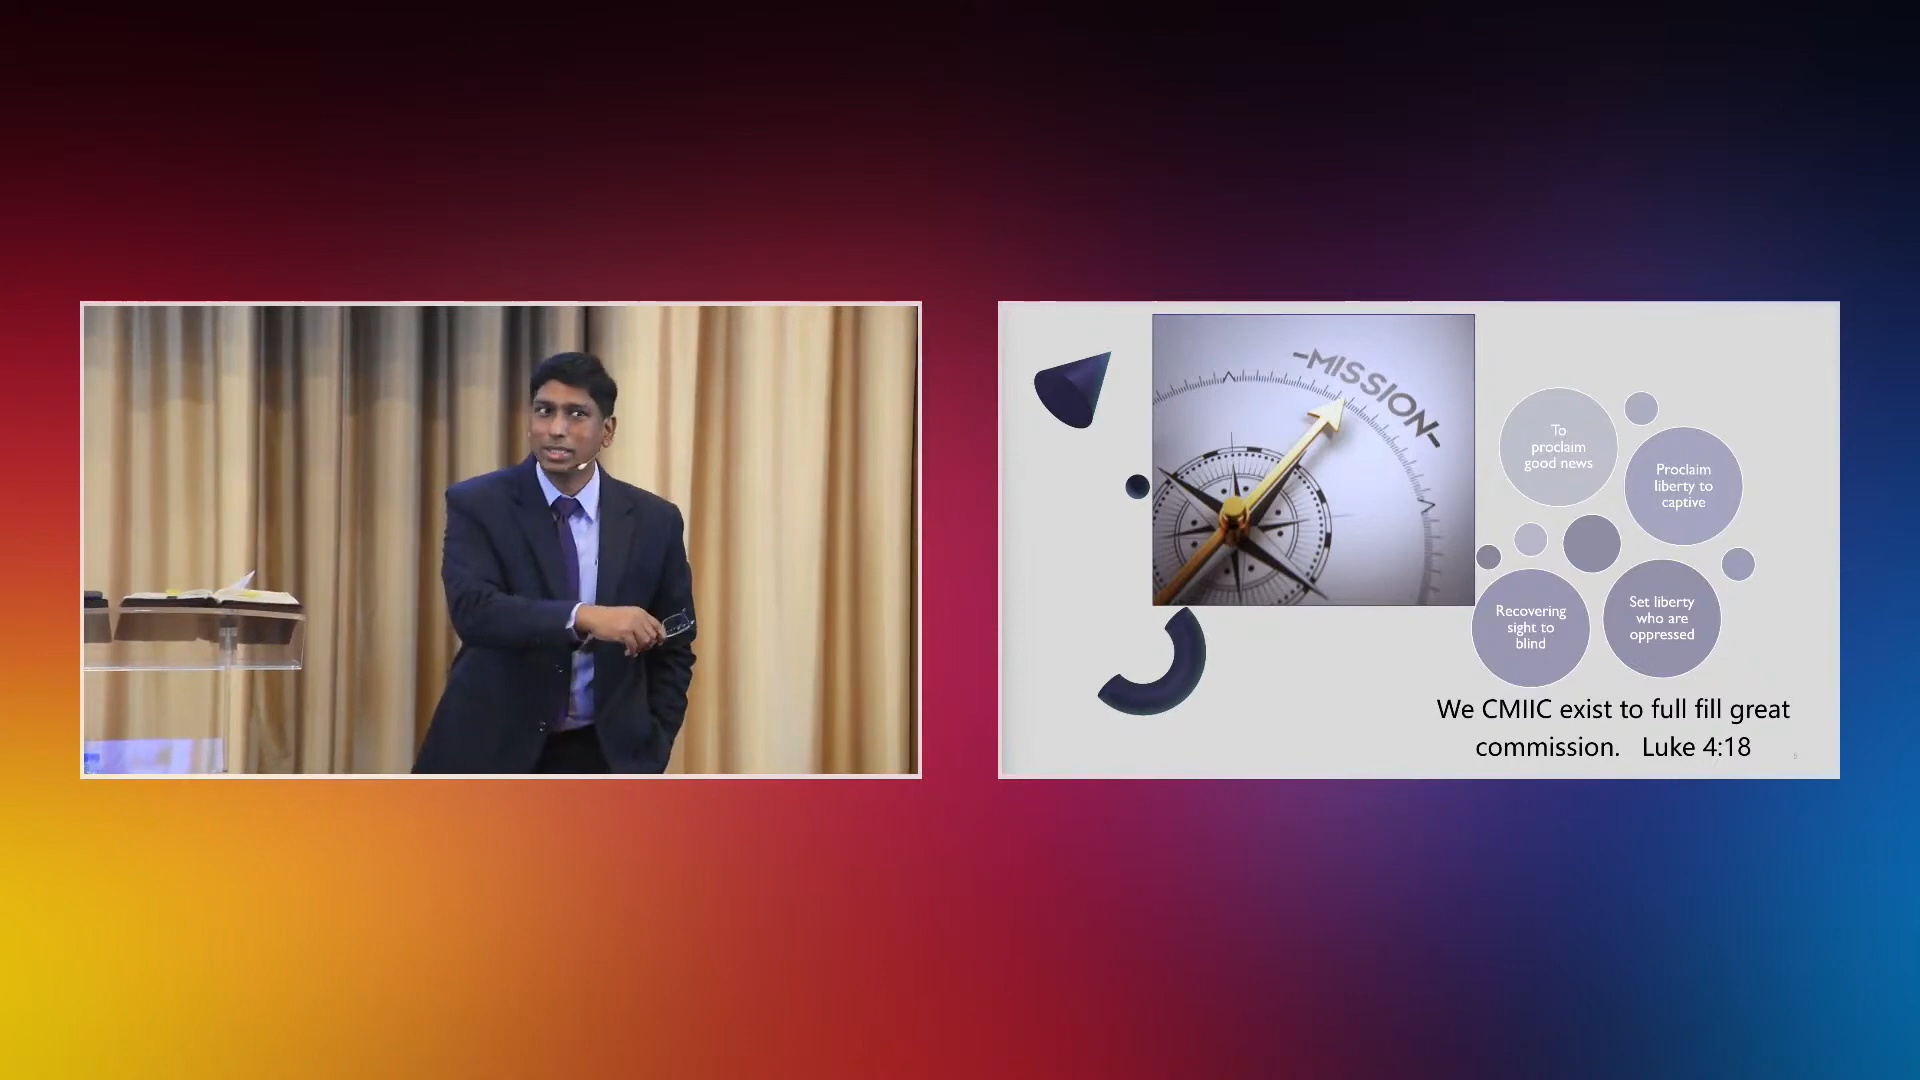 -MISSION-
To
proclaim
good news
Proclaim
liberty to
captive
Recovering
sight to
blind
Set liberty
who are
oppressed
We CMIIC exist to full fill great
commission. Luke 4:18